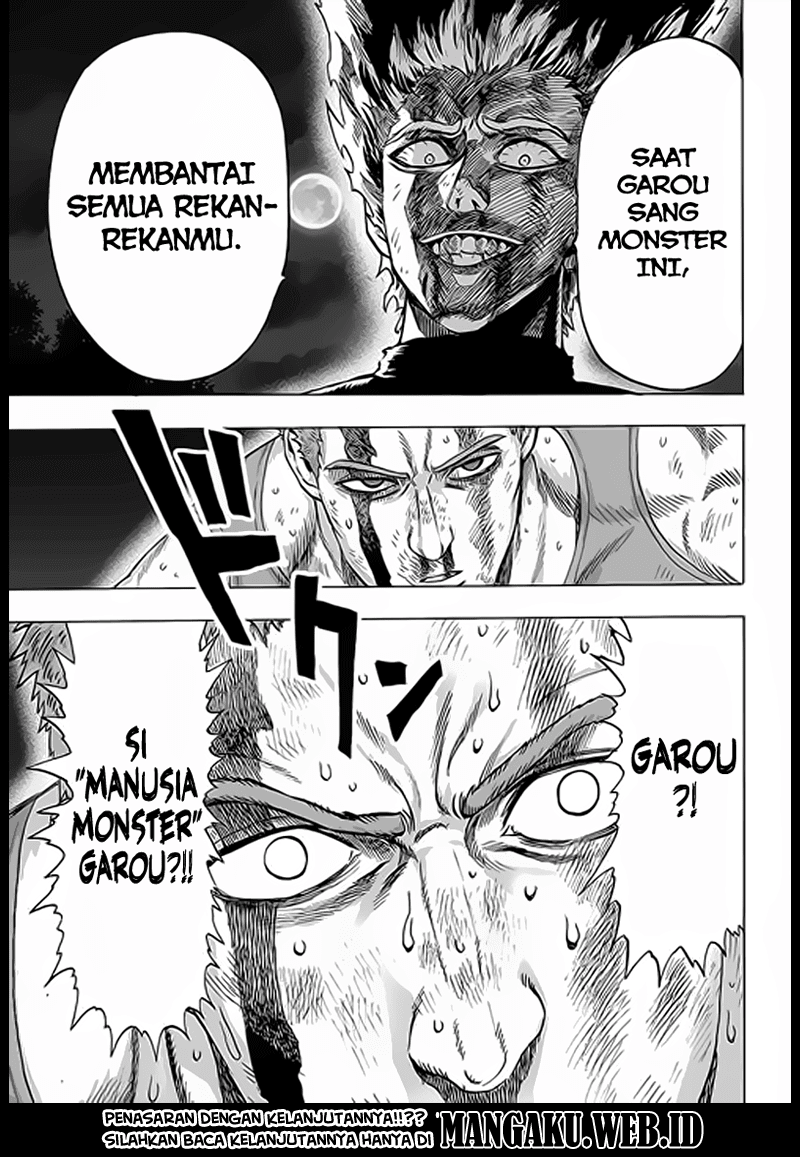 SAAT
GAROU
SANG
MONSTER
INI,
MEMBANTAI
SEMUA REKAN-
REKANMU.
ドドクン
GAROU
?!
SI
"MANUSIA
MONSTER"
GAROU?!!
PENASARAN DENGAN KELANJUTANNYA!!??
SILAHKAN BACA KELANJUTANNYA HANYA DI
MANGAKU.WEB.ID